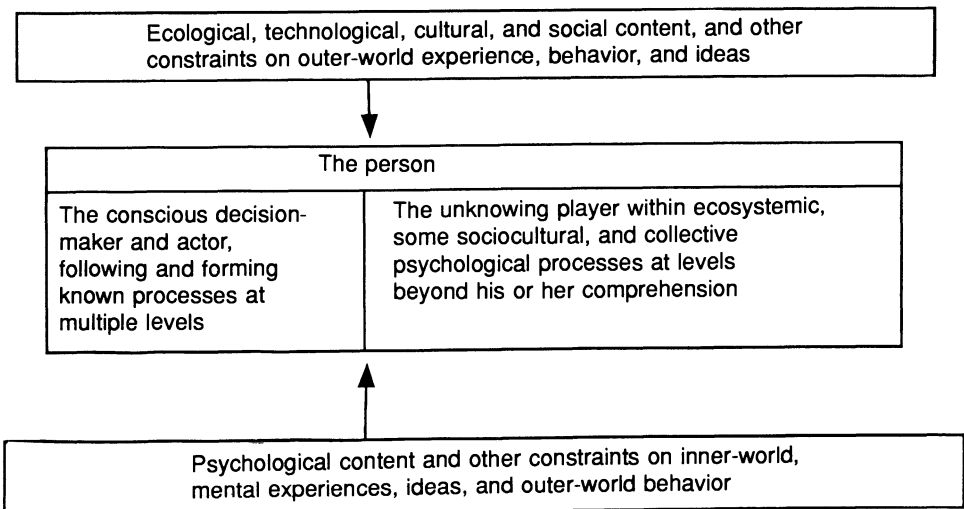 Ecological, technological, cultural, and social content, and other
constraints on outer-world experience, behavior, and ideas
The person
The conscious decision-
maker and actor,
following and forming
known processes at
multiple levels
The unknowing player within ecosystemic,
some sociocultural, and collective
psychological processes at levels
beyond his or her comprehension
Psychological content and other constraints on inner-world,
mental experiences, ideas, and outer-world behavior